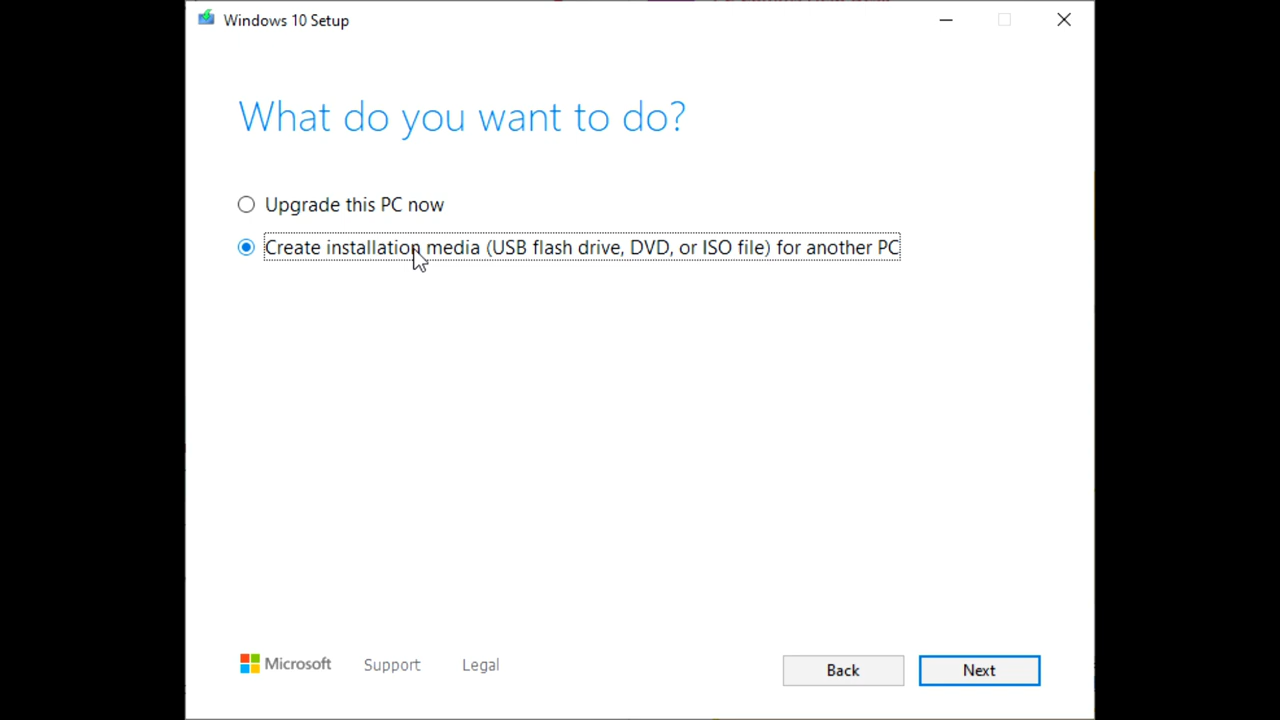 Windows 10 Setup
What do you want to do?
Upgrade this PC now
Create installation media (USB flash drive, DVD, or ISO file) for another PC
Microsoft Support Legal Back Next